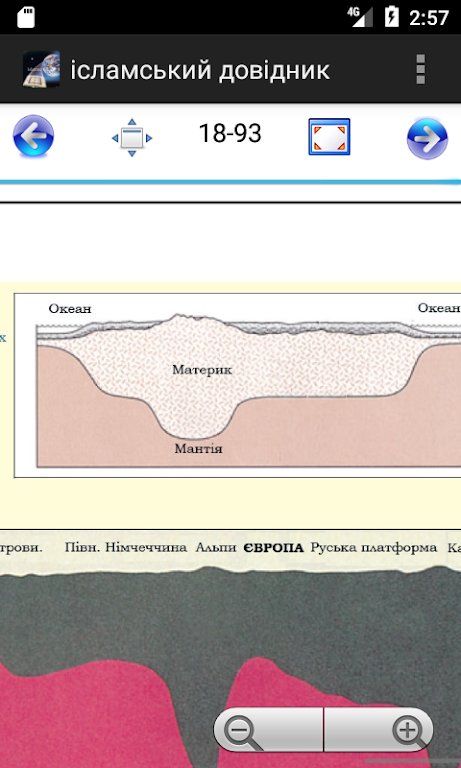 4G 2:57
ісламський довідник
18-93
Океан Океан
х
Материк
Мантія
трови. Півн. Німеччина Альпи ЄВРОПА Руська платформа Ка